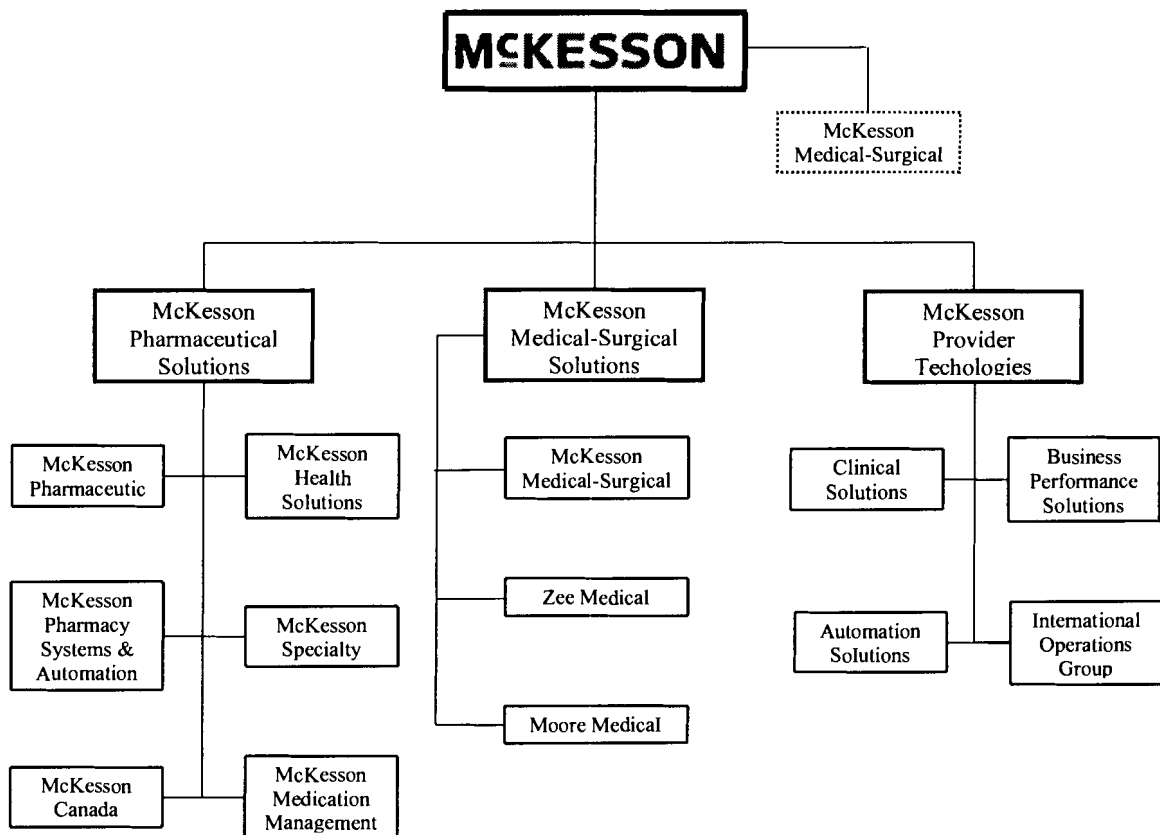 McKESSON
McKesson
Medical-Surgical
McKesson
Pharmaceutical
Solutions
McKesson
Medical-Surgical
Solutions
McKesson
Provider
Techologies
McKesson
Pharmaceutic
McKesson
Health
Solutions
McKesson
Medical-Surgical
Clinical
Solutions
Business
Performance
Solutions
McKesson
Pharmacy
Systems &
Automation
McKesson
Specialty
Zee Medical
Automation
Solutions
International
Operations
Group
Moore Medical
McKesson
Canada
McKesson
Medication
Management